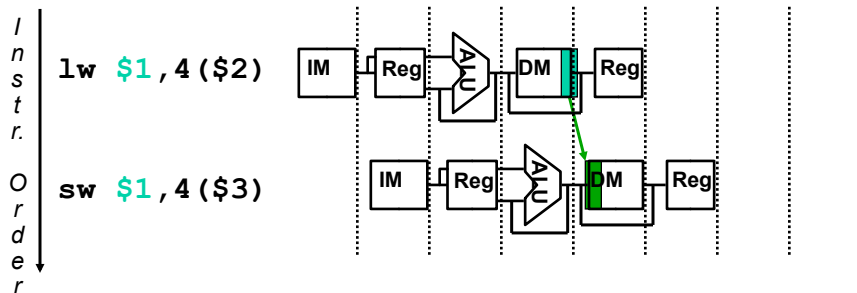 Instr. Order
lw $1,4($2)
IM
Reg
ALU
DM
Reg
sw $1,4($3)
IM
Reg
ALU
DM
Reg